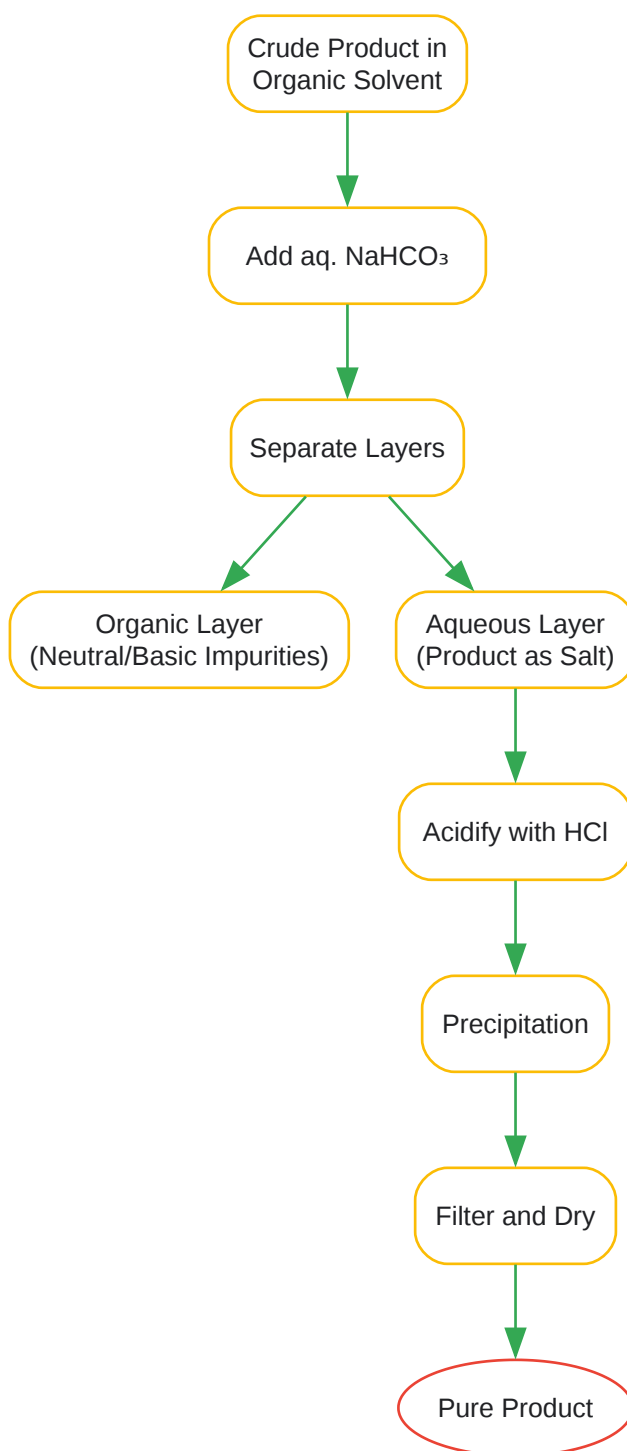 Crude Product in
Organic Solvent
Add aq. NaHCO₃
Separate Layers
Organic Layer
(Neutral/Basic Impurities)
Aqueous Layer
(Product as Salt)
Acidify with HCl
Precipitation
Filter and Dry
Pure Product